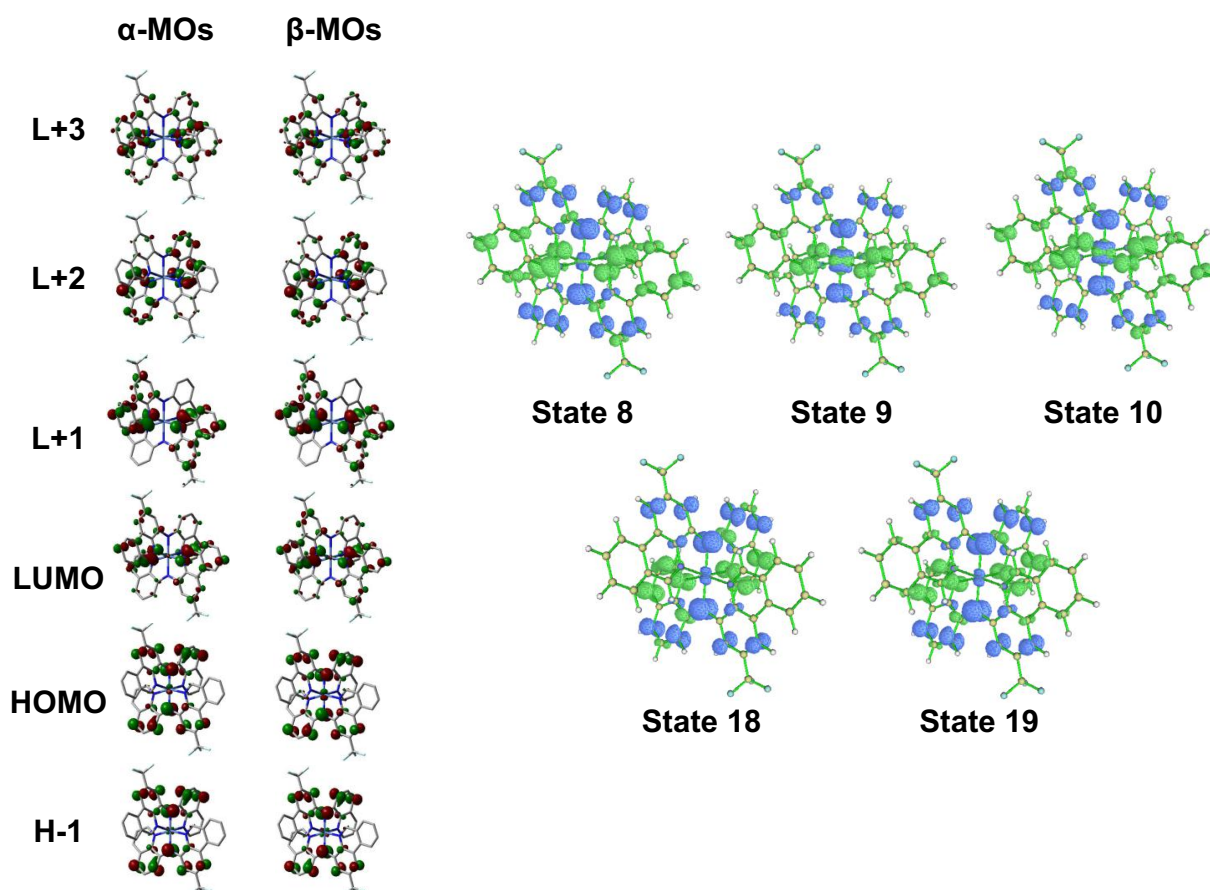 α-MOs β-MOs
L+3
L+2
L+1
LUMO
HOMO
H-1
State 8 State 9 State 10
State 18 State 19